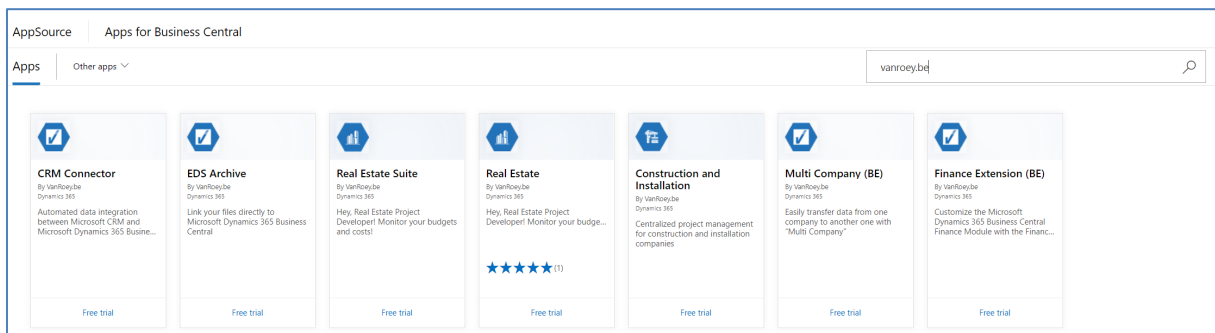 AppSource
Apps for Business Central
Apps
Other apps
vanroey.be
CRM Connector
By VanRoey.be
Dynamics 365
Automated data integration
between Microsoft CRM and
Microsoft Dynamics 365 Busine...
Free trial
EDS Archive
By VanRoey.be
Dynamics 365
Link your files directly to
Microsoft Dynamics 365 Business
Central
Free trial
Real Estate Suite
By VanRoey.be
Dynamics 365
Hey, Real Estate Project
Developer! Monitor your budgets
and costs!
Free trial
Real Estate
By VanRoey.be
Dynamics 365
Hey, Real Estate Project
Developer! Monitor your budge...
(1)
Free trial
Construction and
Installation
By VanRoey.be
Dynamics 365
Centralized project management
for construction and installation
companies
Free trial
Multi Company (BE)
By VanRoey.be
Dynamics 365
Easily transfer data from one
company to another one with
"Multi Company"
Free trial
Finance Extension (BE)
By VanRoey.be
Dynamics 365
Customize the Microsoft
Dynamics 365 Business Central
Finance Module with the Financ...
Free trial